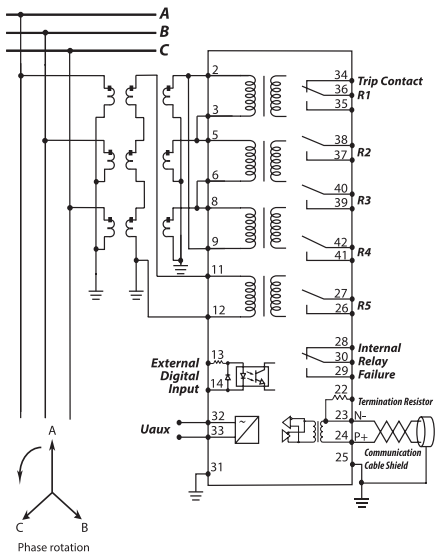 A
B
C
2
34
Trip Contact
36
R1
3
35
5
38
R2
6
37
8
40
R3
39
9
42
R4
41
11
27
R5
12
26
28
Internal
13
30
Relay
External
29
Failure
Digital
14
Input
22
Termination Resistor
32
23
N-
Uaux
33
~
24
P+
Communication
25
Cable Shield
31
A
C
B
Phase rotation